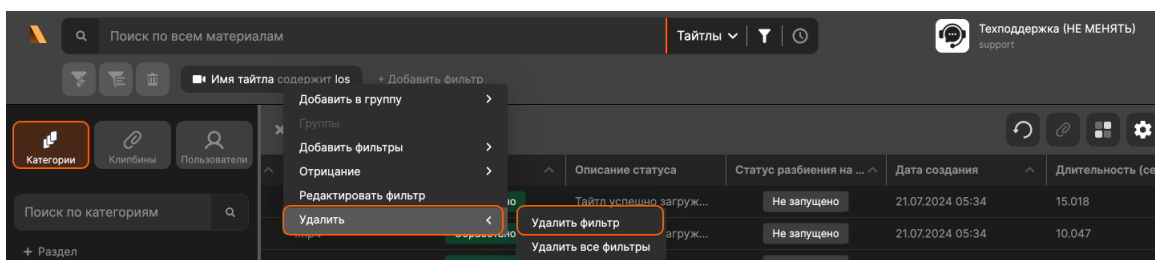 Поиск по всем материалам
Тайтлы
Техподдержка (НЕ МЕНЯТЬ)
support
Имя тайтла содержит los
+ Добавить фильтр
Добавить в группу
Группы
Добавить фильтры
Отрицание
Редактировать фильтр
Удалить
Удалить фильтр
Удалить все фильтры
Категории
Клипбины
Пользователи
Поиск по категориям
+ Раздел
Описание статуса
Статус разбиения на ...
Дата создания
Длительность (се
Тайтл успешно загруж...
Не запущено
21.07.2024 05:34
15.018
Не запущено
21.07.2024 05:34
10.047